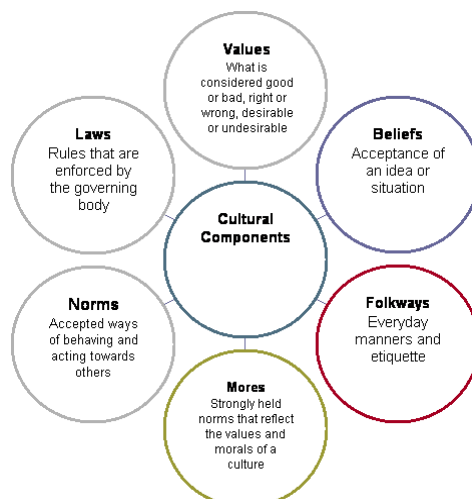 Values
What is
considered good
or bad, right or
wrong, desirable
or undesirable
Laws
Rules that are
enforced by
the governing
body
Beliefs
Acceptance of
an idea or
situation
Cultural
Components
Norms
Accepted ways
of behaving and
acting towards
others
Folkways
Everyday
manners and
etiquette
Mores
Strongly held
norms that reflect
the values and
morals of a
culture